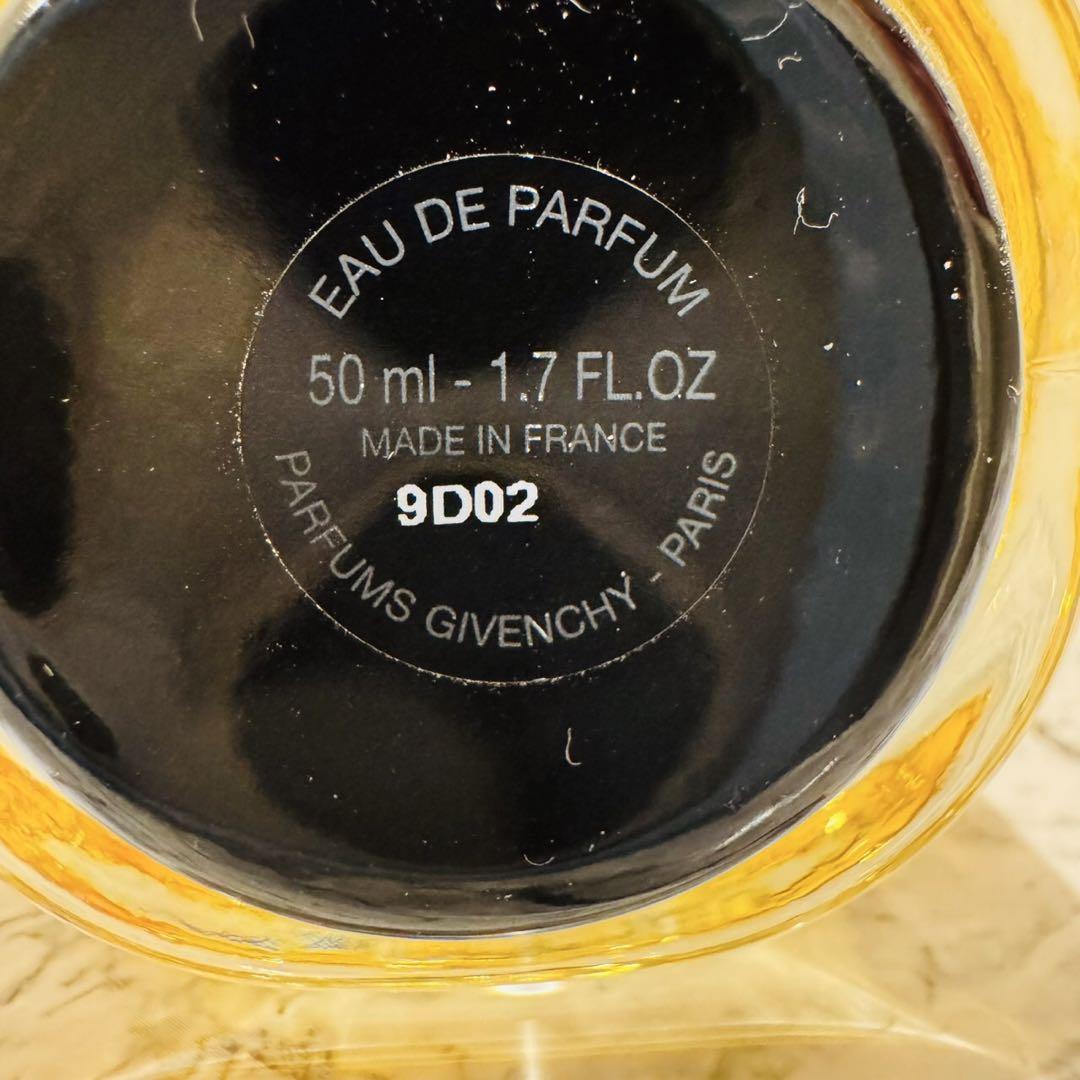 EAU DE PARFUM
50 ml - 1.7 FL.OZ
MADE IN FRANCE
9D02
PARFUMS GIVENCHY - PARIS